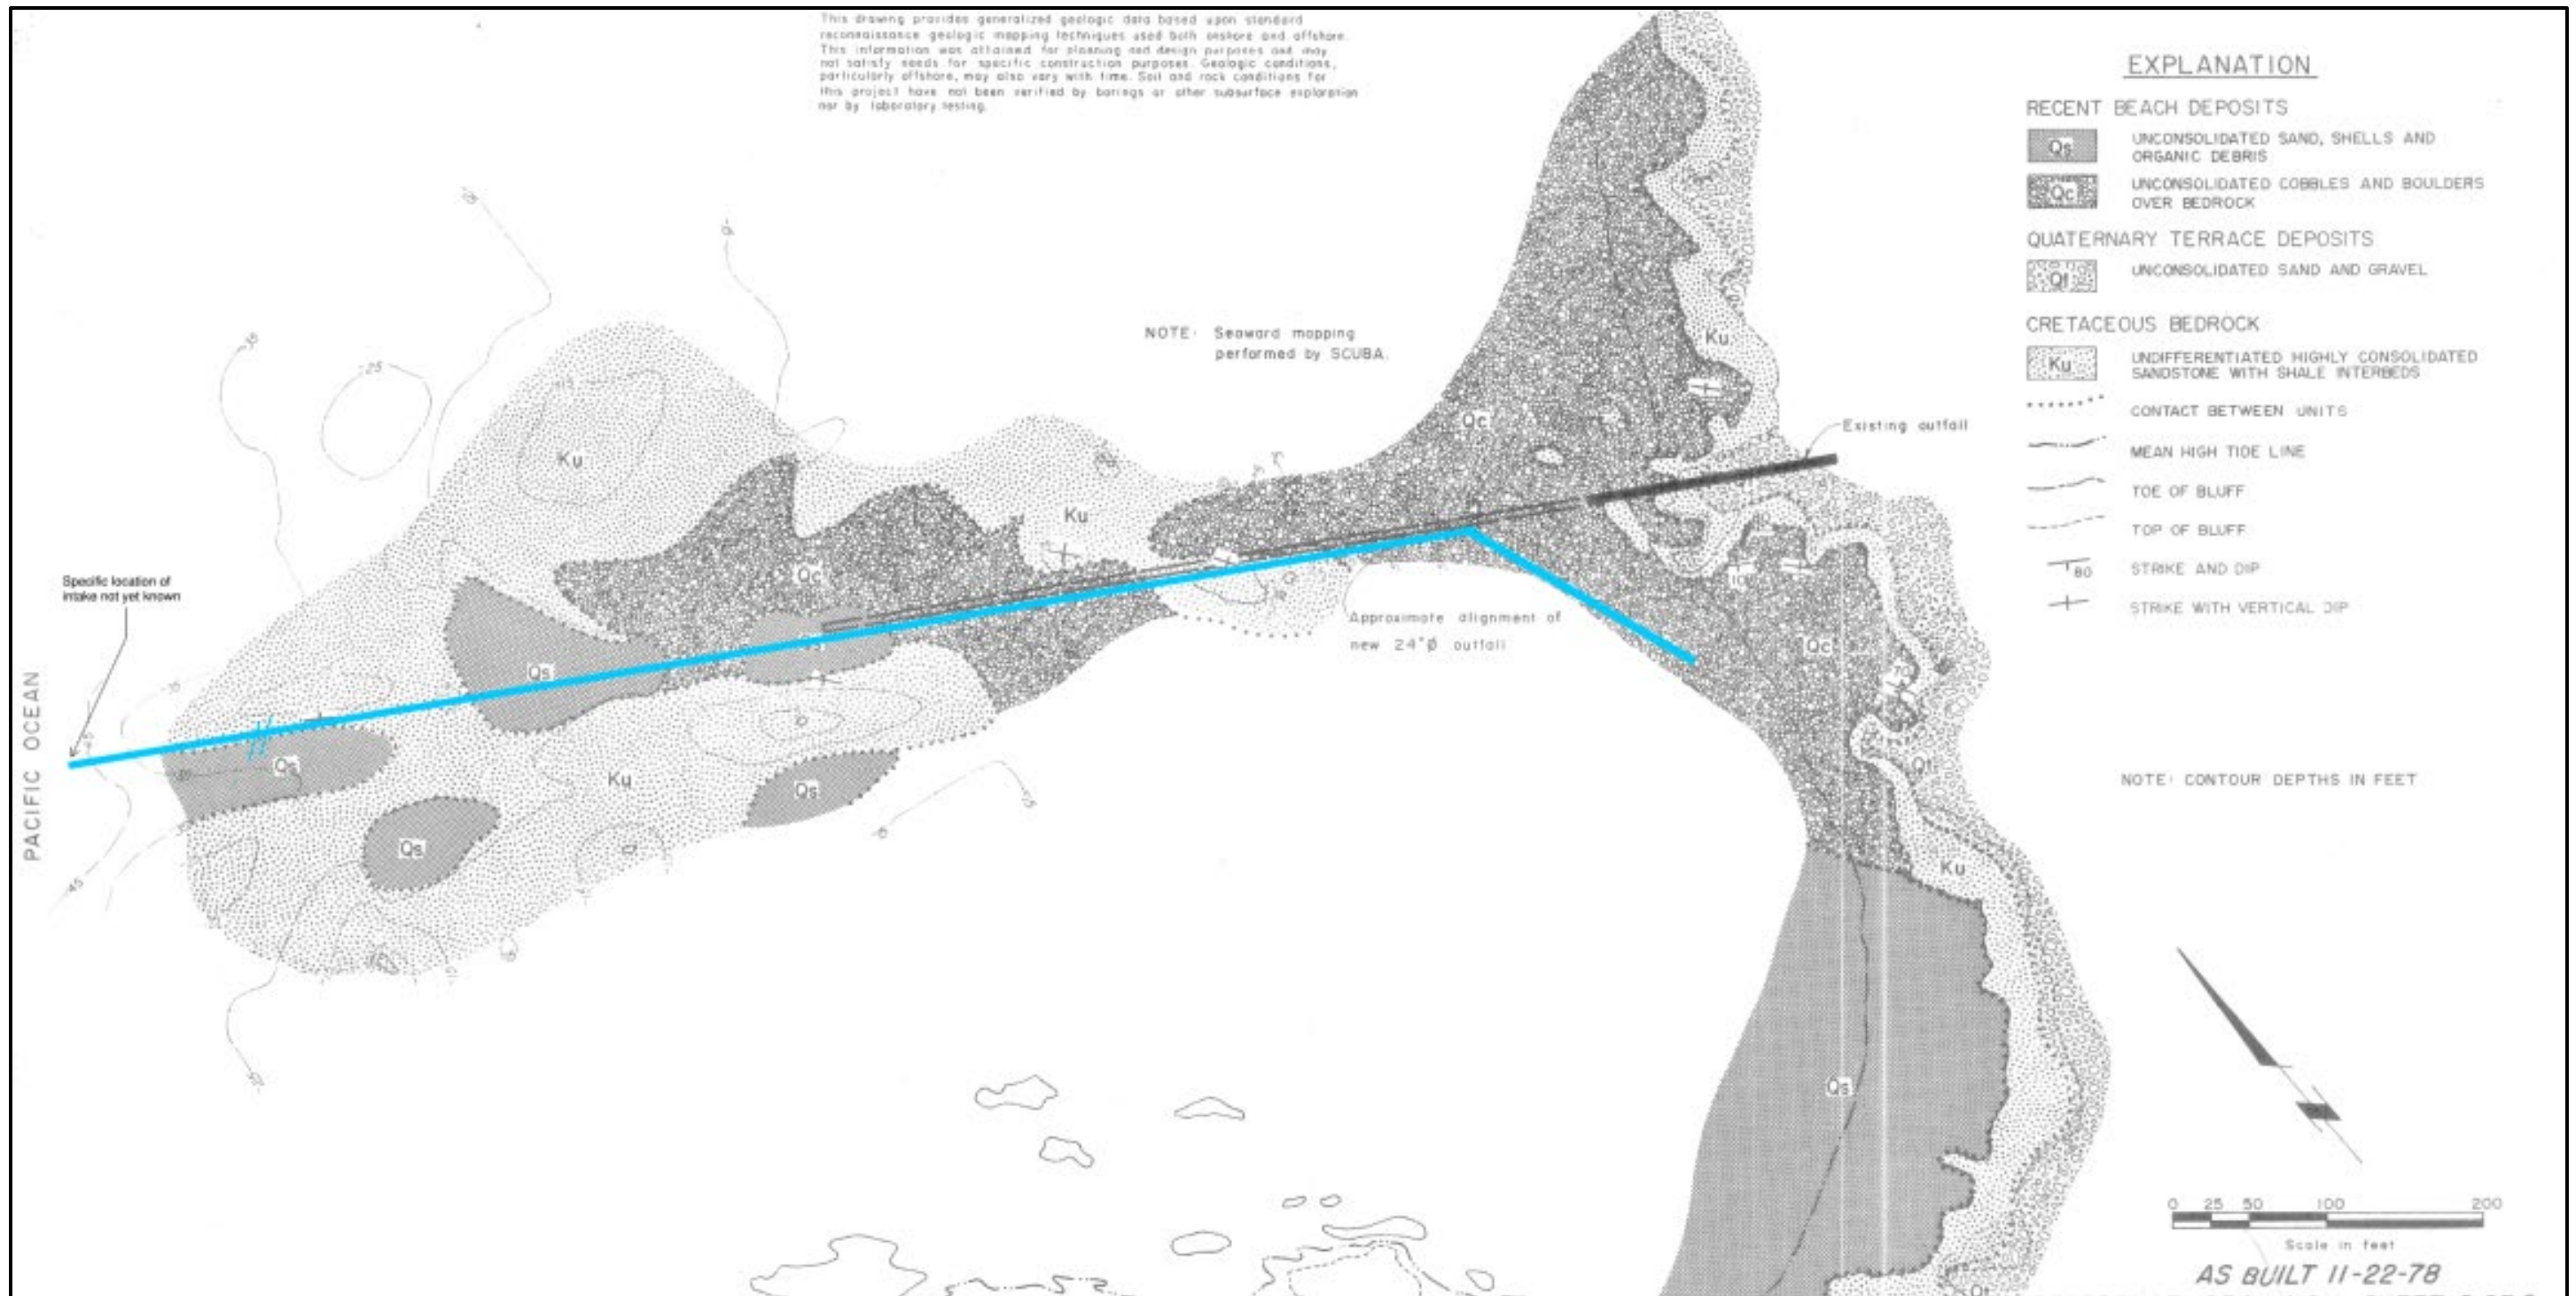 This drawing provides generalized geologic data based upon standard
reconnaissance geologic mapping techniques used both onshore and offshore.
This information was attained for planning and design purposes and may
not satisfy needs for specific construction purposes. Geologic conditions,
particularly offshore, may also vary with time. Soil and rock conditions for
this project have not been verified by borings or other subsurface exploration
nor by laboratory testing.
EXPLANATION
RECENT BEACH DEPOSITS
Qs
UNCONSOLIDATED SAND, SHELLS AND
ORGANIC DEBRIS
Qc
UNCONSOLIDATED COBBLES AND BOULDERS
OVER BEDROCK
QUATERNARY TERRACE DEPOSITS
Qt
UNCONSOLIDATED SAND AND GRAVEL
CRETACEOUS BEDROCK
Ku
UNDIFFERENTIATED HIGHLY CONSOLIDATED
SANDSTONE WITH SHALE INTERBEDS
CONTACT BETWEEN UNITS
MEAN HIGH TIDE LINE
TOE OF BLUFF
TOP OF BLUFF
80
STRIKE AND DIP
STRIKE WITH VERTICAL DIP
NOTE: Seaward mapping
performed by SCUBA.
Ku
-35
-25
-15
Qc
Existing outfall
Ku
Ku
Specific location of
intake not yet known
Qc
Approximate alignment of
new 24"Ø outfall
Qc
Qs
70
PACIFIC OCEAN
Qs
Ku
Qs
Qt
NOTE: CONTOUR DEPTHS IN FEET
Qs
-45
Ku
Qs
0 25 50 100 200
Scale in feet
AS BUILT 11-22-78
Qt